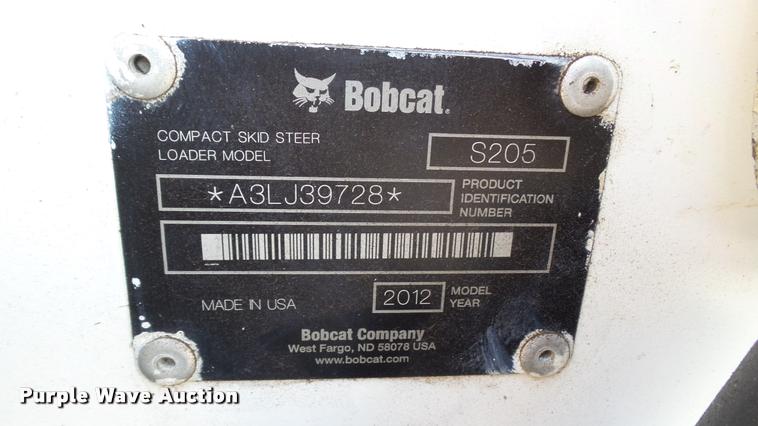 Bobcat.
COMPACT SKID STEER
LOADER MODEL
S205
*A3LJ39728*
PRODUCT
IDENTIFICATION
NUMBER
MADE IN USA
2012
MODEL
YEAR
Bobcat Company
West Fargo, ND 58078 USA
www.bobcat.com
Purple Wave Auction